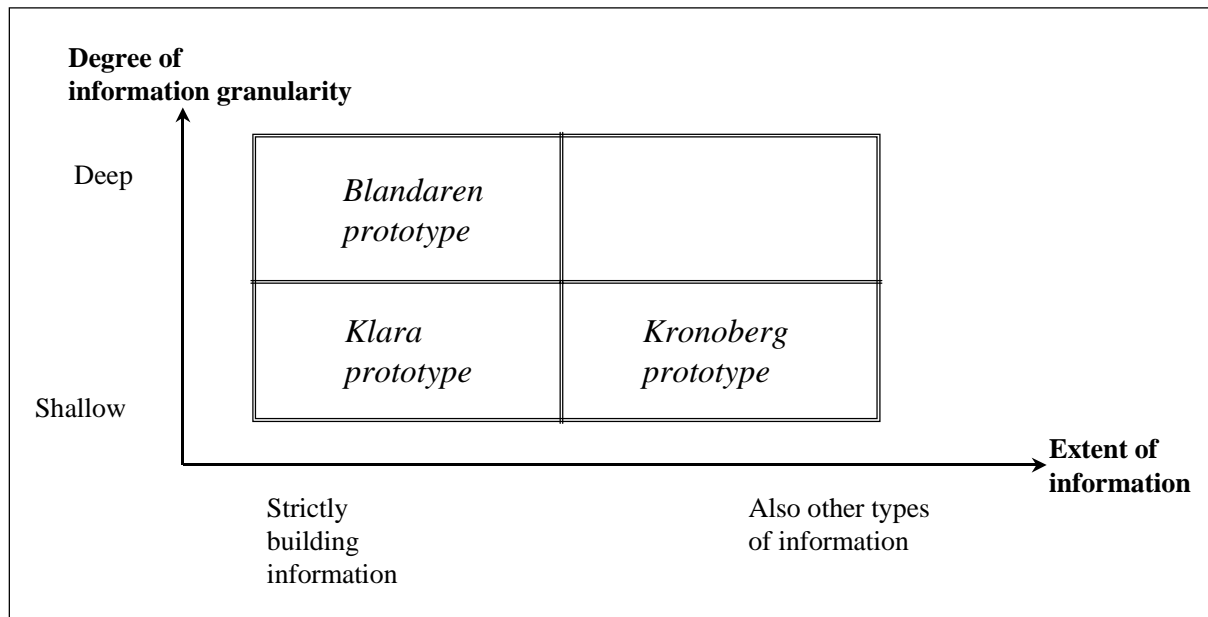 Degree of
information granularity
Deep
Blandaren
prototype
Klara
prototype
Kronoberg
prototype
Shallow
Extent of
information
Strictly
building
information
Also other types
of information